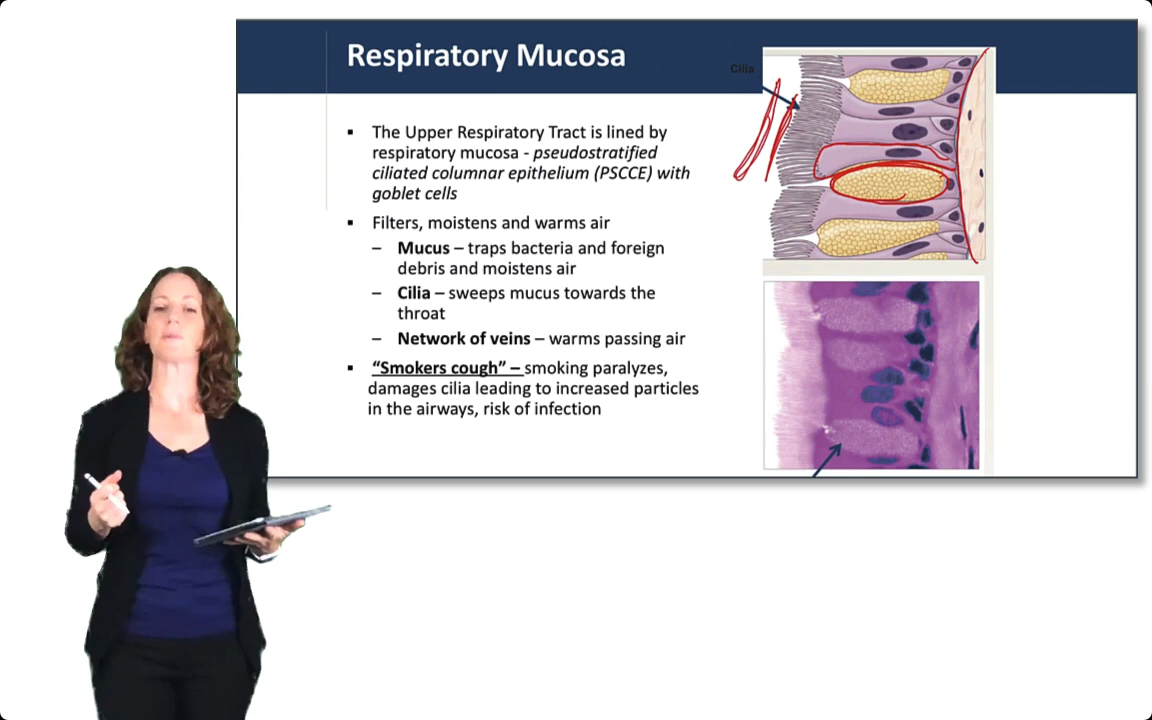 Respiratory Mucosa
Cilia
▪ The Upper Respiratory Tract is lined by
respiratory mucosa - pseudostratified
ciliated columnar epithelium (PSCCE) with
goblet cells
▪ Filters, moistens and warms air
– Mucus – traps bacteria and foreign
debris and moistens air
– Cilia – sweeps mucus towards the
throat
– Network of veins – warms passing air
▪ “Smokers cough” – smoking paralyzes,
damages cilia leading to increased particles
in the airways, risk of infection